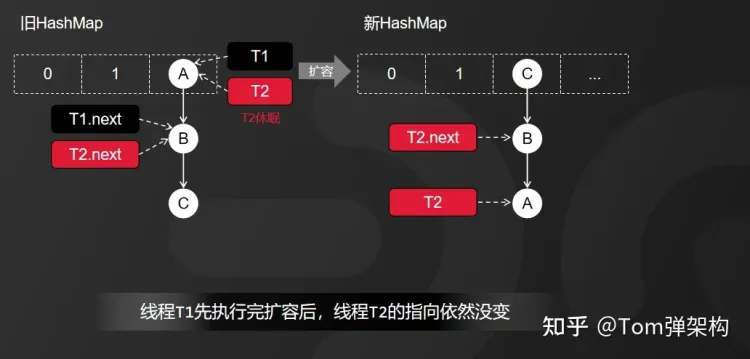 旧HashMap
新HashMap
0 1 A
T1
T2
T2休眠
扩容
0 1 C ...
T1.next
T2.next
B
C
T2.next
B
T2
A
线程T1先执行完扩容后，线程T2的指向依然没变
知乎 @Tom弹架构